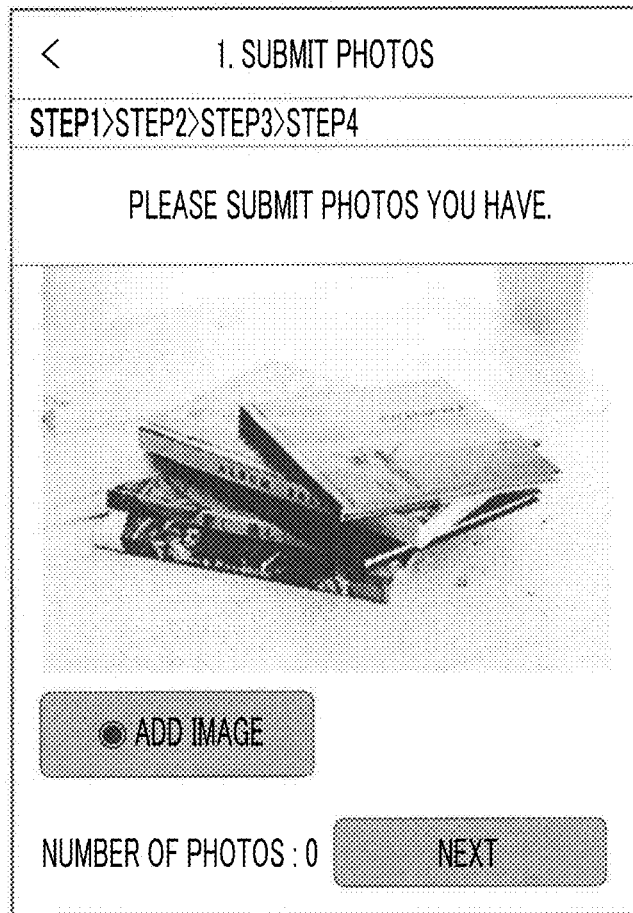 <
1. SUBMIT PHOTOS
STEP1>STEP2>STEP3>STEP4
PLEASE SUBMIT PHOTOS YOU HAVE.
ADD IMAGE
NUMBER OF PHOTOS : 0
NEXT